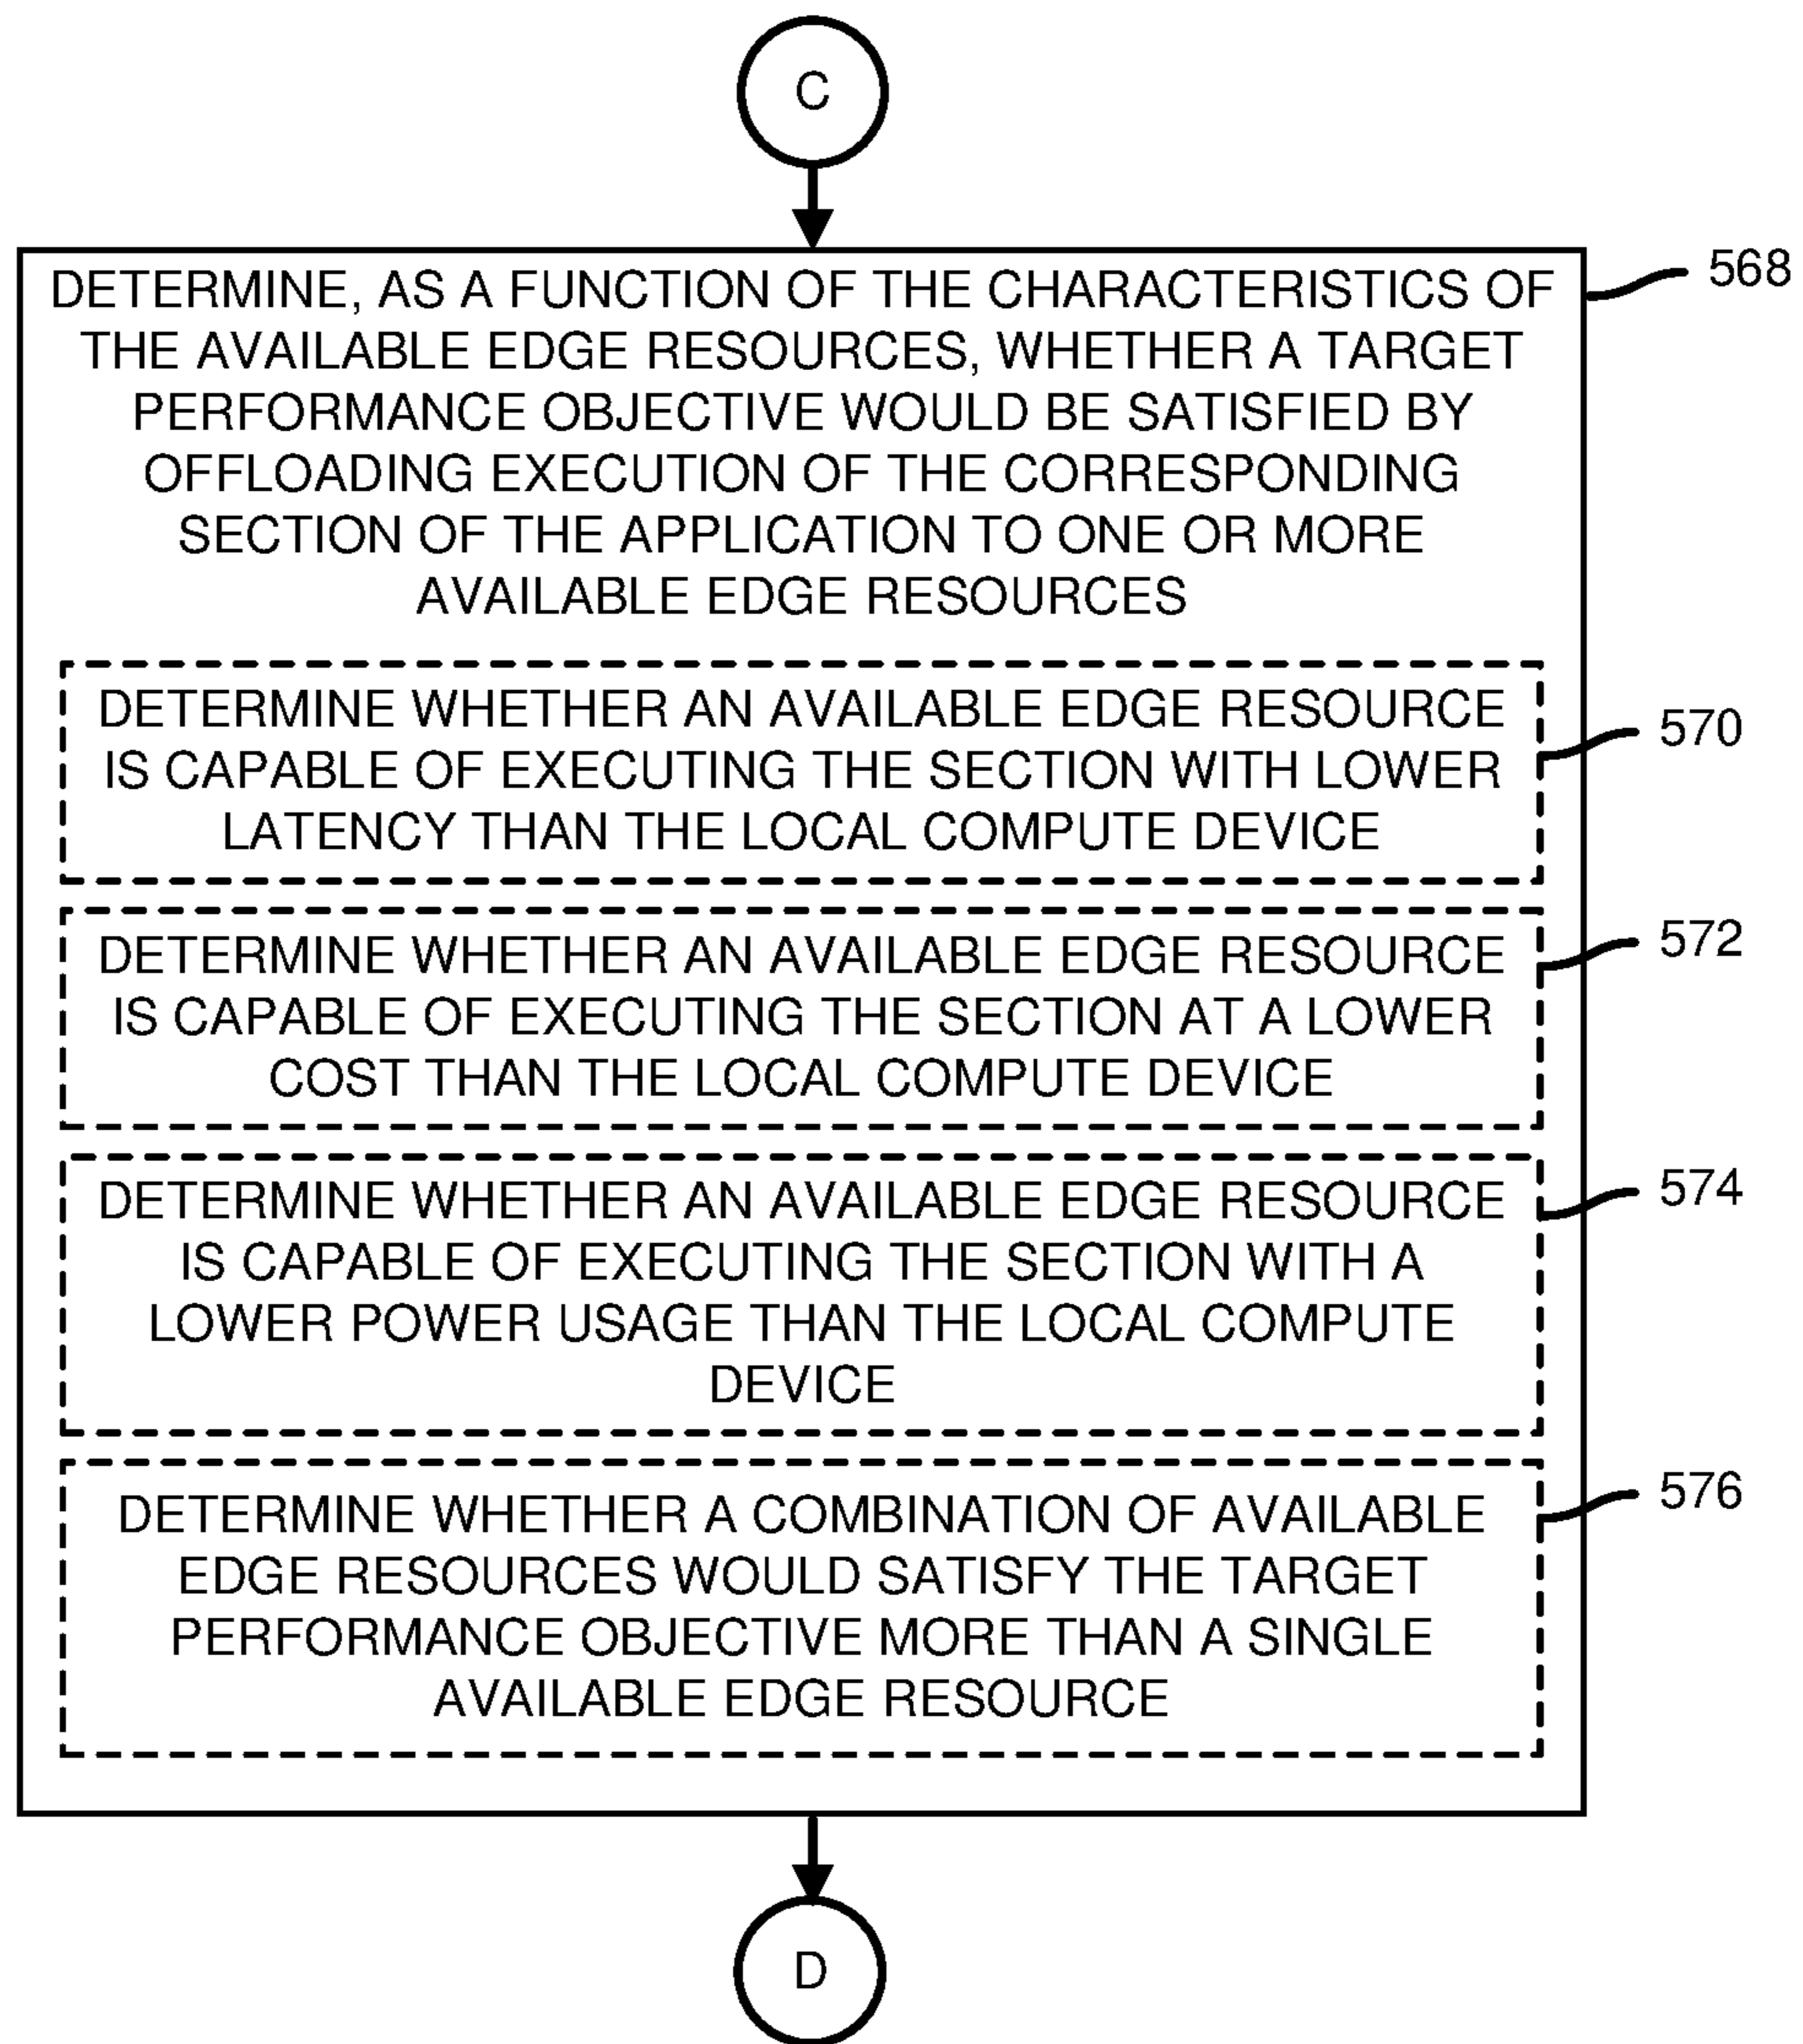 C
DETERMINE, AS A FUNCTION OF THE CHARACTERISTICS OF
THE AVAILABLE EDGE RESOURCES, WHETHER A TARGET
PERFORMANCE OBJECTIVE WOULD BE SATISFIED BY
OFFLOADING EXECUTION OF THE CORRESPONDING
SECTION OF THE APPLICATION TO ONE OR MORE
AVAILABLE EDGE RESOURCES
568
DETERMINE WHETHER AN AVAILABLE EDGE RESOURCE
IS CAPABLE OF EXECUTING THE SECTION WITH LOWER
LATENCY THAN THE LOCAL COMPUTE DEVICE
570
DETERMINE WHETHER AN AVAILABLE EDGE RESOURCE
IS CAPABLE OF EXECUTING THE SECTION AT A LOWER
COST THAN THE LOCAL COMPUTE DEVICE
572
DETERMINE WHETHER AN AVAILABLE EDGE RESOURCE
IS CAPABLE OF EXECUTING THE SECTION WITH A
LOWER POWER USAGE THAN THE LOCAL COMPUTE
DEVICE
574
DETERMINE WHETHER A COMBINATION OF AVAILABLE
EDGE RESOURCES WOULD SATISFY THE TARGET
PERFORMANCE OBJECTIVE MORE THAN A SINGLE
AVAILABLE EDGE RESOURCE
576
D